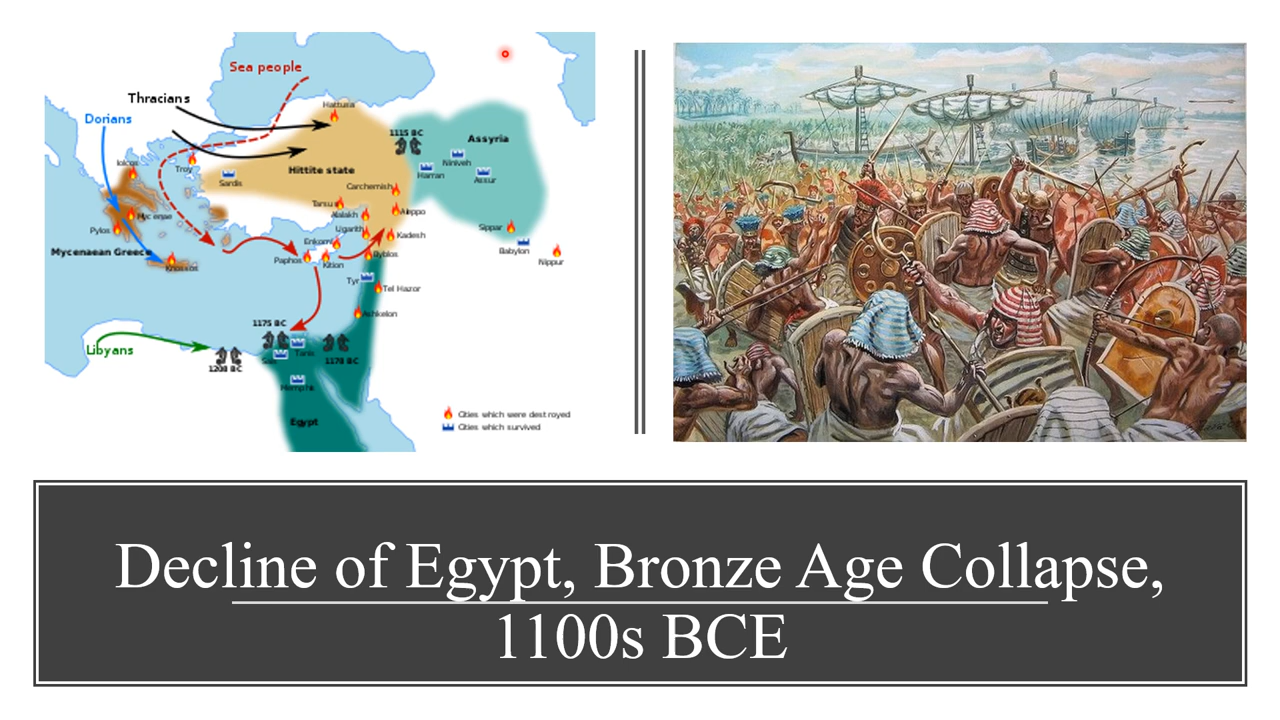 Sea people
Thracians
Dorians
Hattusa
1115 BC
Assyria
Iolcos
Troy
Hittite state
Niniveh
Harran
Assur
Sardis
Carchemish
Tarsus
Alalakh
Aleppo
Mycenae
Pylos
Ugarith
Kadesh
Sippar
Enkomi
Babylon
Mycenaean Greece
Knossos
Paphos
Kition
Byblos
Nippur
Tyr
Tel Hazor
Ashkelon
1175 BC
Libyans
Tanis
1208 BC
1178 BC
Memphis
Egypt
Cities which were destroyed
Cities which survived
Decline of Egypt, Bronze Age Collapse,
1100s BCE